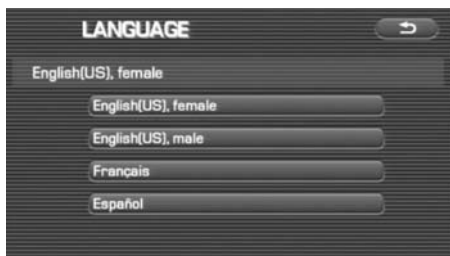 LANGUAGE
English(US), female
English(US), female
English(US), male
Français
Español